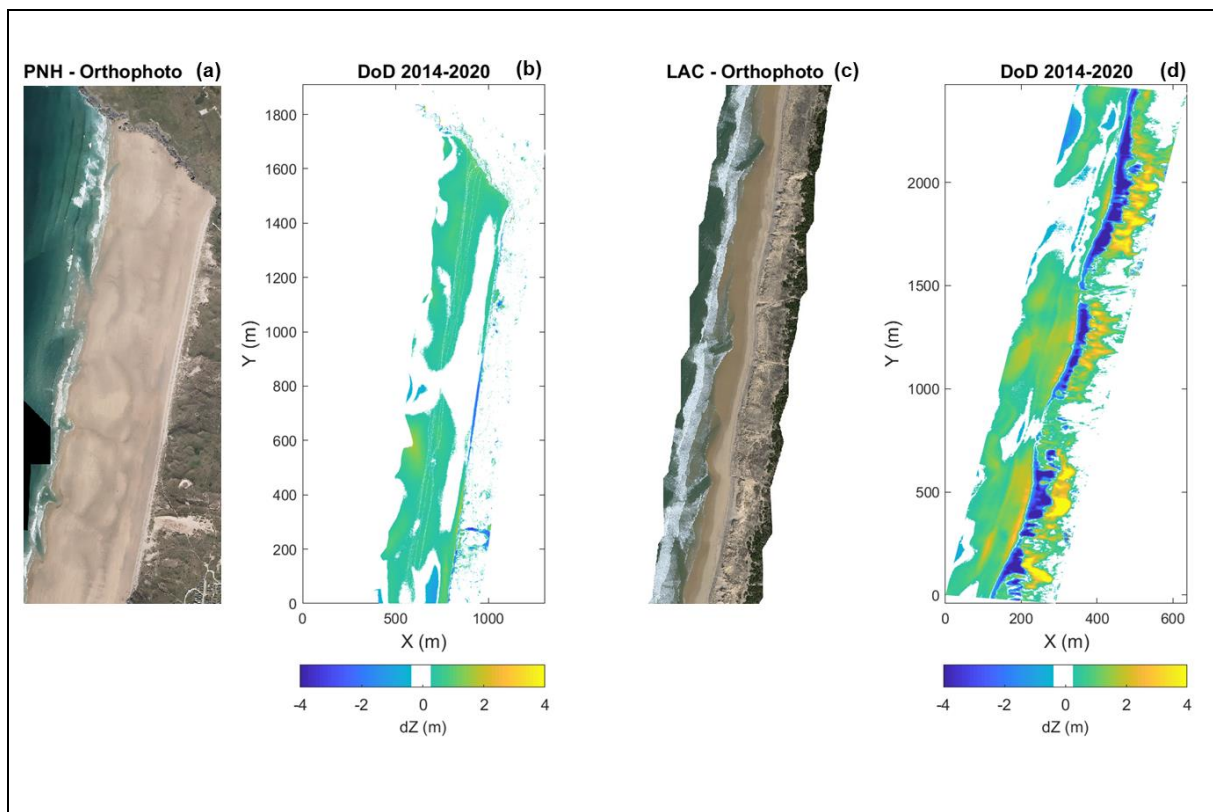 PNH - Orthophoto (a)
DoD 2014-2020 (b)
LAC - Orthophoto (c)
DoD 2014-2020 (d)
1800
1600
1400
1200
1000
800
600
400
200
0
Y (m)
0 500 1000
X (m)
-4 -2 0 2 4
dZ (m)
2000
1500
1000
500
0
Y (m)
0 200 400 600
X (m)
-4 -2 0 2 4
dZ (m)